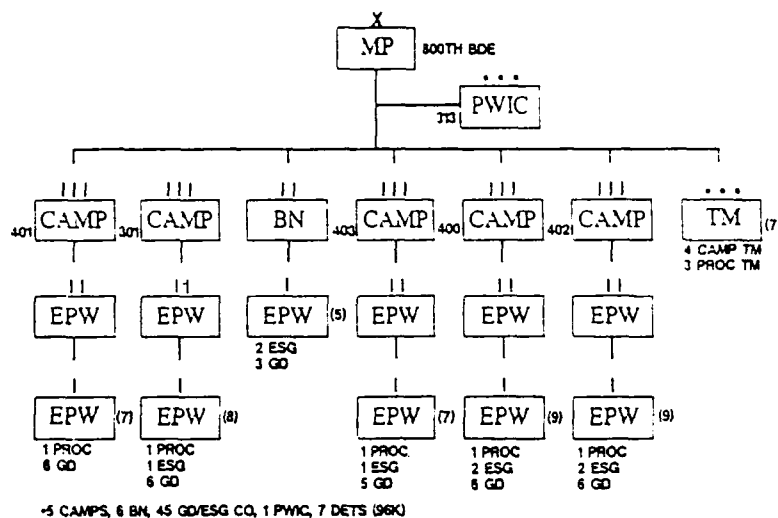 X
MP 800TH BDE
• • •
313 PWIC
III III II III III III • • •
401 CAMP 301 CAMP BN 403 CAMP 400 CAMP 402 CAMP TM (7
4 CAMP TM
3 PROC TM
II II I II II II
EPW EPW EPW (5) EPW EPW EPW
2 ESG
3 GD
I I I I I
EPW (7) EPW (8) EPW (7) EPW (9) EPW (9)
1 PROC 1 PROC 1 PROC. 1 PROC 1 PROC
6 GD 1 ESG 1 ESG 2 ESG 2 ESG
6 GD 5 GD 6 GD 6 GD
-5 CAMPS, 6 BN, 45 GD/ESG CO, 1 PWIC, 7 DETS (96K)